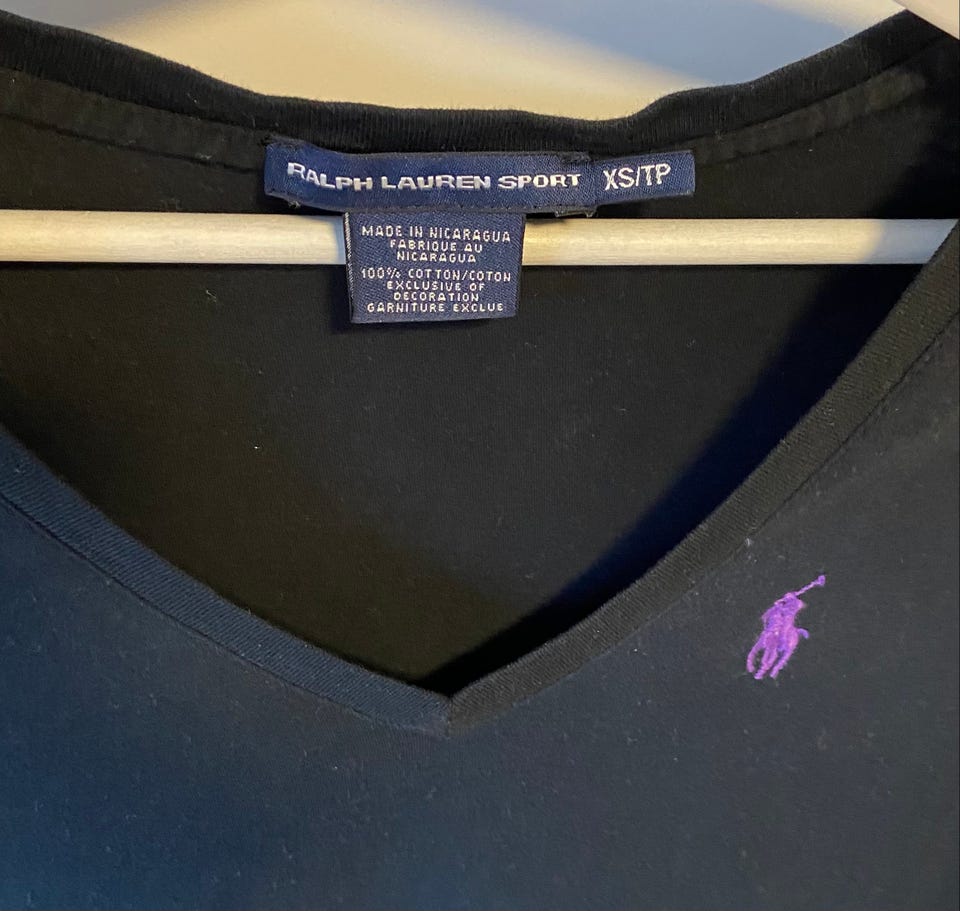 RALPH LAUREN SPORT XS/TP
MADE IN NICARAGUA
FABRIQUE AU
NICARAGUA
100% COTTON/COTON
EXCLUSIVE OF
DECORATION
GARNITURE EXCLUE